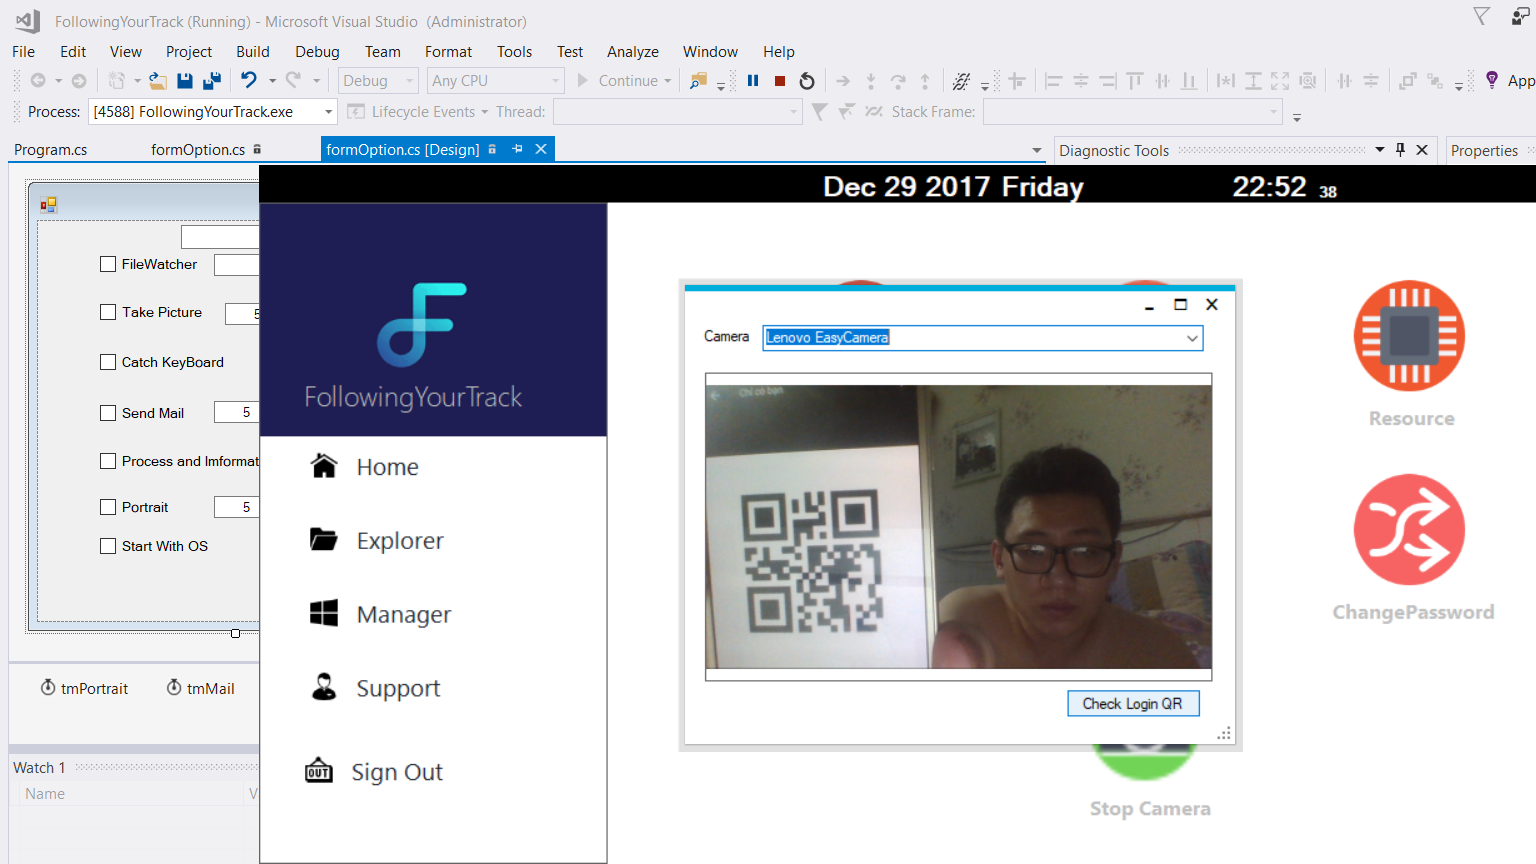 FollowingYourTrack (Running) - Microsoft Visual Studio  (Administrator)
File Edit View Project Build Debug Team Format Tools Test Analyze Window Help
Debug Any CPU Continue App
Process: [4588] FollowingYourTrack.exe Lifecycle Events Thread: Stack Frame:
Program.cs formOption.cs formOption.cs [Design] Diagnostic Tools Properties
Dec 29 2017 Friday 22:52 38
FileWatcher
Take Picture 5
Catch KeyBoard
Send Mail 5
Process and Imformat
Portrait 5
Start With OS
tmPortrait tmMail
Watch 1
Name V
FollowingYourTrack
Home
Explorer
Manager
Support
OUT Sign Out
Camera Lenovo EasyCamera
Chỉ có bạn
Check Login QR
Resource
ChangePassword
Stop Camera